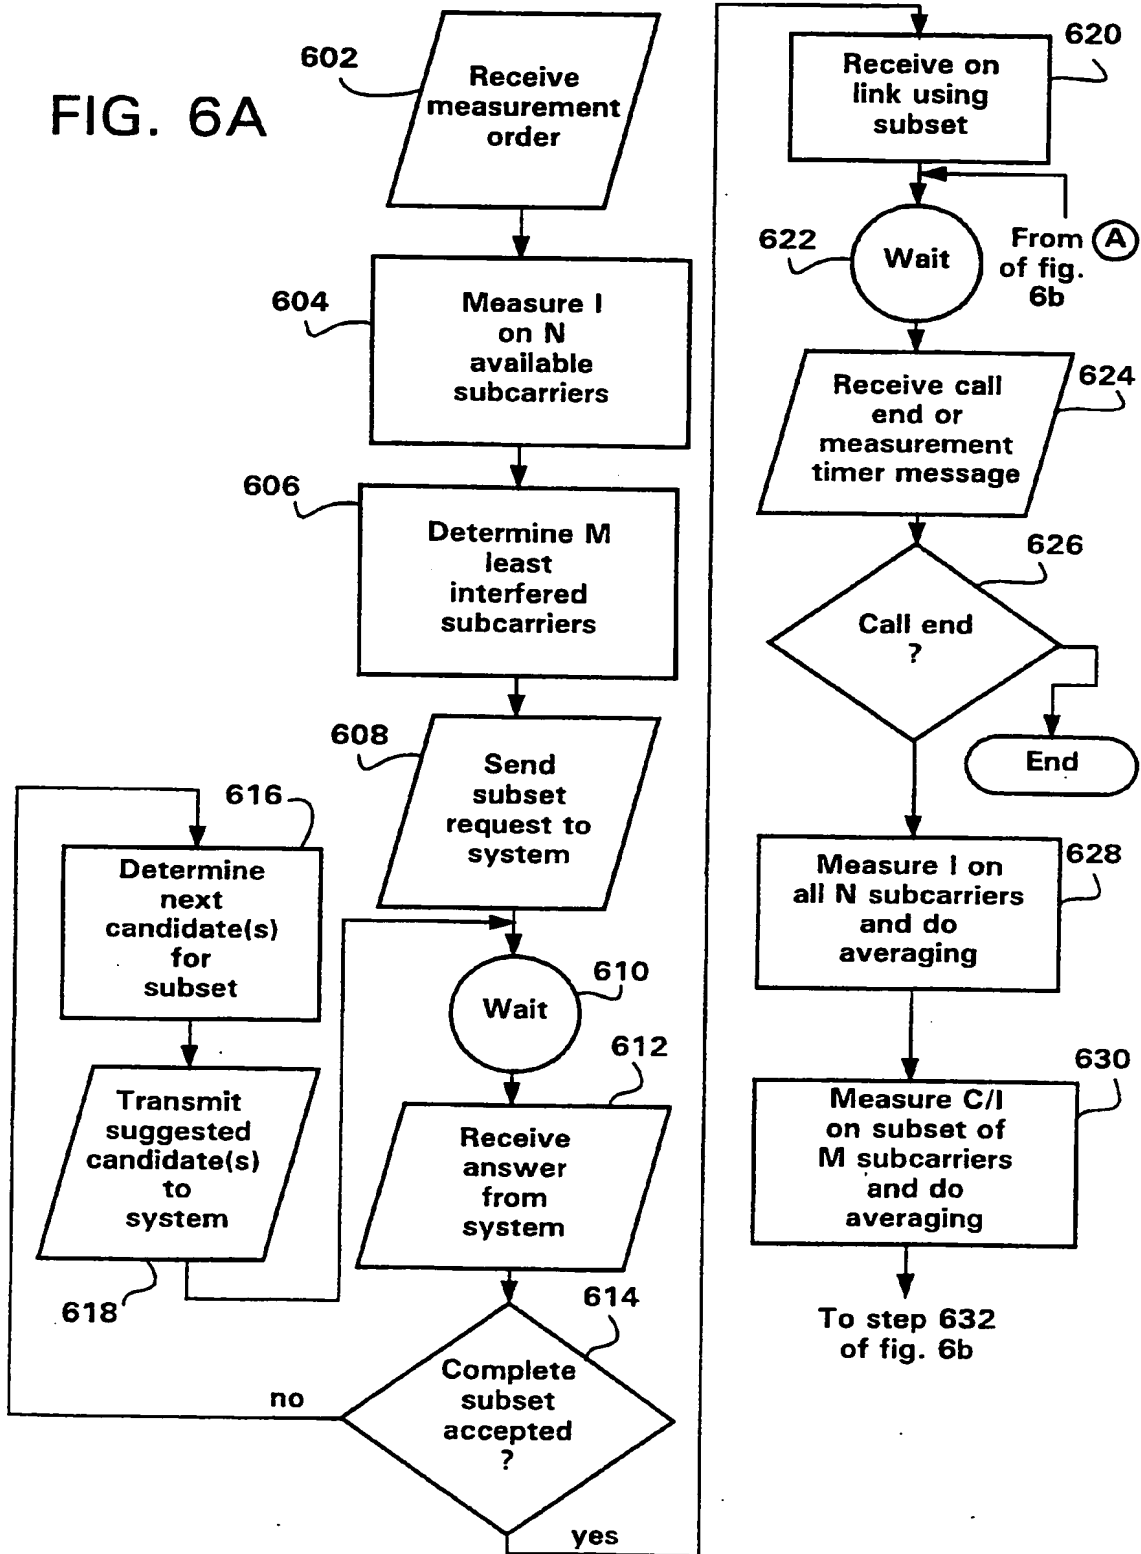 FIG. 6A
602
Receive
measurement
order
604
Measure I
on N
available
subcarriers
606
Determine M
least
interfered
subcarriers
608
Send
subset
request to
system
610
Wait
612
Receive
answer
from
system
614
Complete
subset
accepted
?
no
yes
616
Determine
next
candidate(s)
for
subset
Transmit
suggested
candidate(s)
to
system
618
620
Receive on
link using
subset
622
Wait
From A
of fig.
6b
624
Receive call
end or
measurement
timer message
626
Call end
?
End
628
Measure I on
all N subcarriers
and do
averaging
630
Measure C/I
on subset of
M subcarriers
and do
averaging
To step 632
of fig. 6b